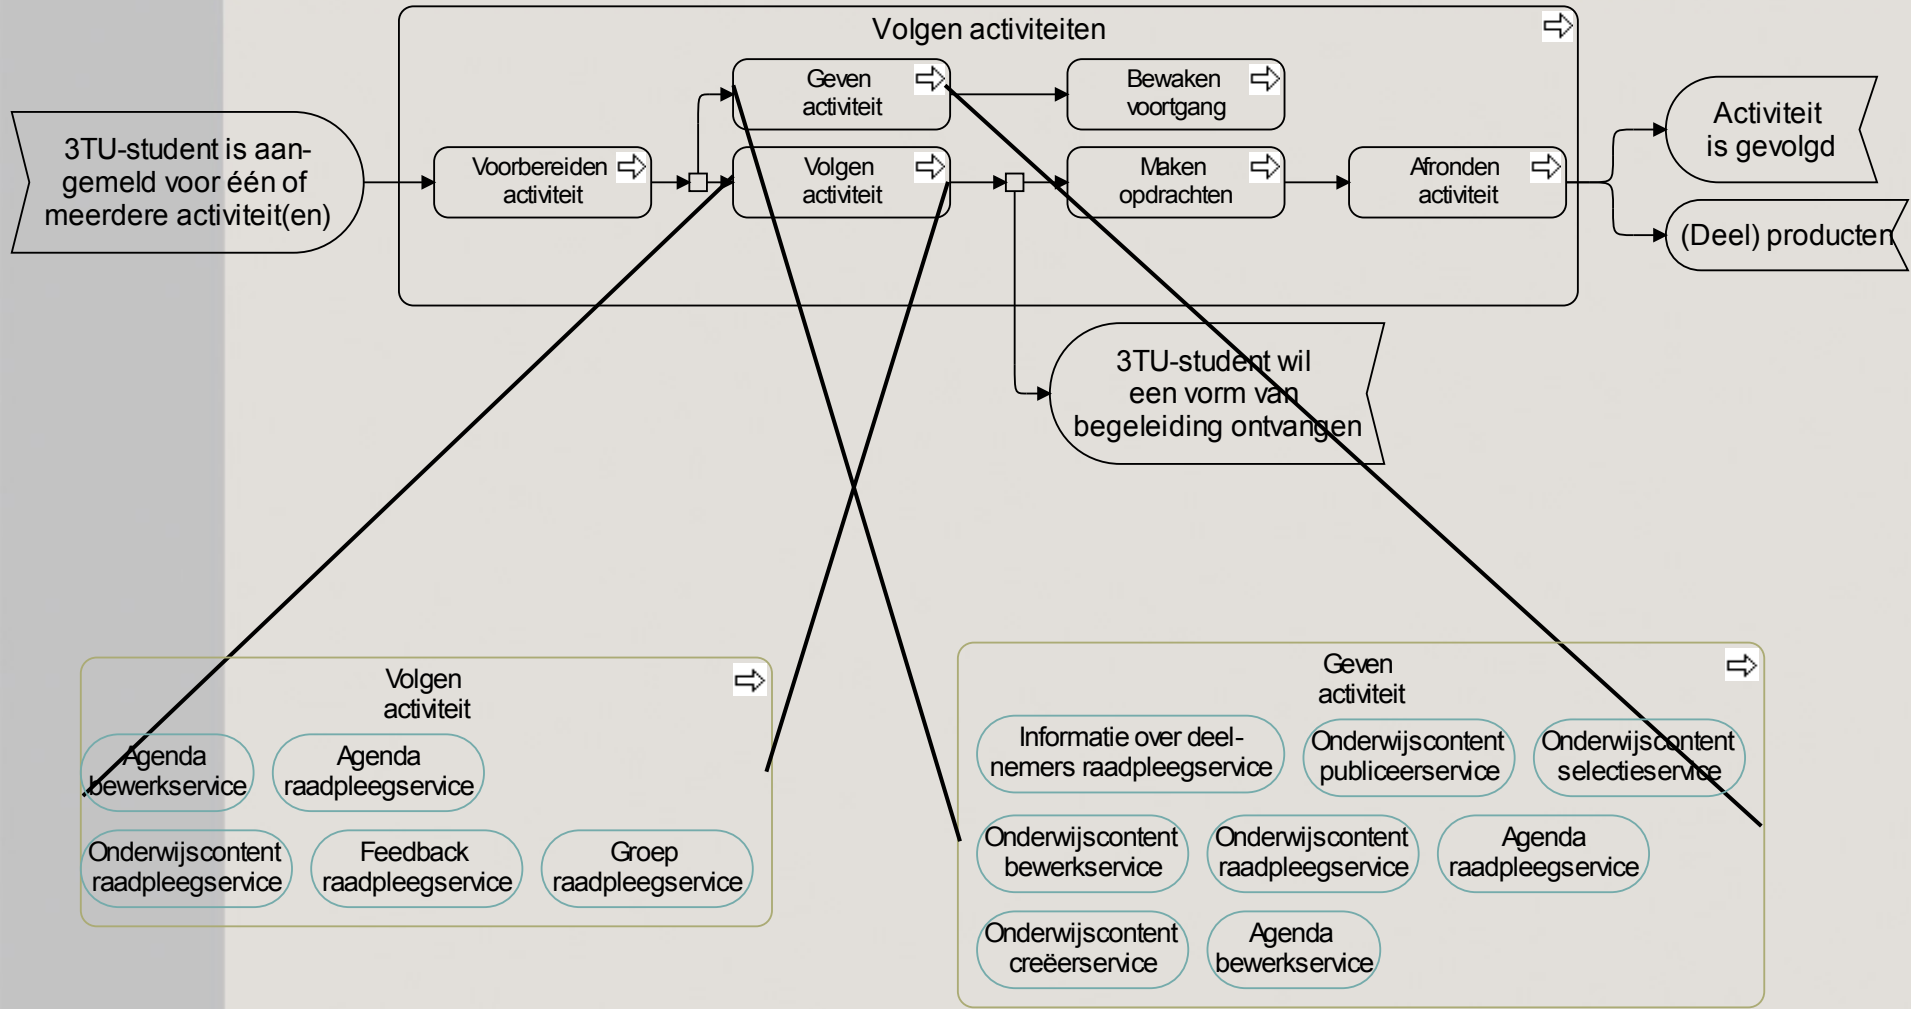 Volgen activiteiten
3TU-student is aan-
gemeld voor één of
meerdere activiteit(en)
Voorbereiden
activiteit
Geven
activiteit
Bewaken
voortgang
Volgen
activiteit
Maken
opdrachten
Afronden
activiteit
Activiteit
is gevolgd
(Deel) producten
3TU-student wil
een vorm van
begeleiding ontvangen
Volgen
activiteit
Agenda
bewerkservice
Agenda
raadpleegservice
Onderwijscontent
raadpleegservice
Feedback
raadpleegservice
Groep
raadpleegservice
Geven
activiteit
Informatie over deel-
nemers raadpleegservice
Onderwijscontent
publiceerservice
Onderwijscontent
selectieservice
Onderwijscontent
bewerkservice
Onderwijscontent
raadpleegservice
Agenda
raadpleegservice
Onderwijscontent
creëerservice
Agenda
bewerkservice